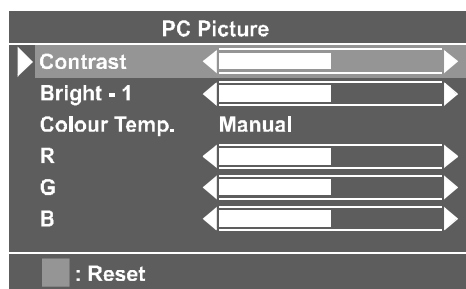 PC Picture
Contrast
Bright - 1
Colour Temp. Manual
R
G
B
: Reset